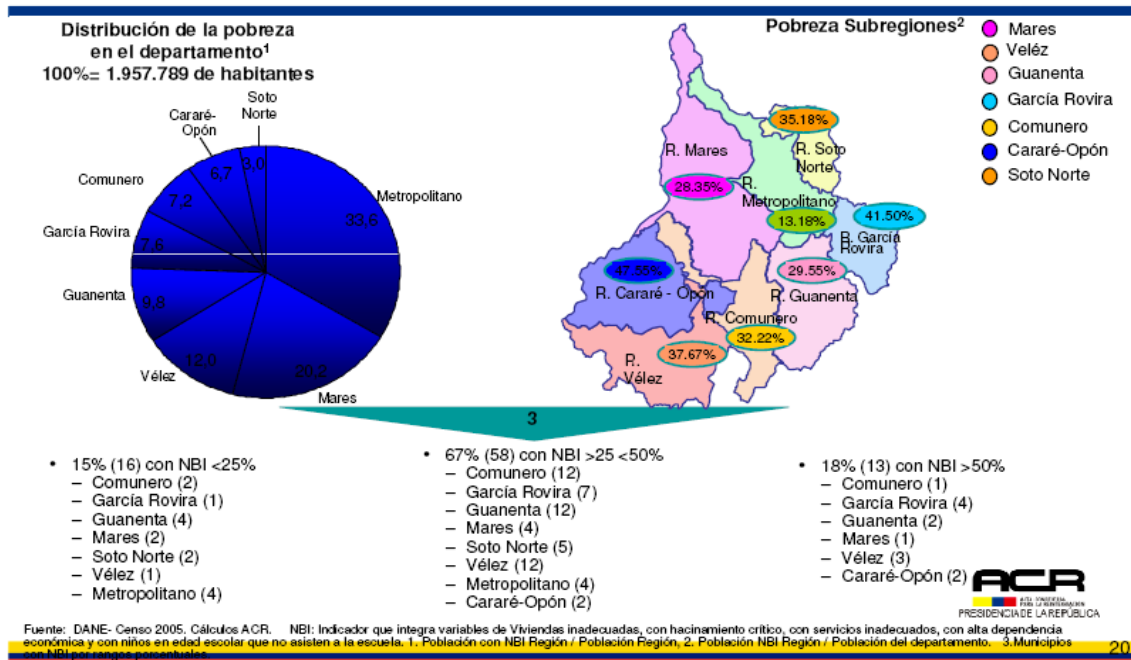 Distribución de la pobreza
en el departamento1
100%= 1.957.789 de habitantes
Soto
Norte
Cararé-
Opón
Comunero
García Rovira
Guanenta
Vélez
Mares
Metropolitano
3,0
6,7
7,2
7,6
9,8
12,0
20,2
33,6
Pobreza Subregiones2
Mares
Veléz
Guanenta
García Rovira
Comunero
Cararé-Opón
Soto Norte
35.18%
R. Soto
Norte
R. Mares
28.35%
R.
Metropolitano
13.18%
41.50%
R. García
Rovira
47.55%
R. Cararé - Opón
29.55%
R. Guanenta
R. Comunero
32.22%
37.67%
R.
Vélez
3
• 15% (16) con NBI <25%
– Comunero (2)
– García Rovira (1)
– Guanenta (4)
– Mares (2)
– Soto Norte (2)
– Vélez (1)
– Metropolitano (4)
• 67% (58) con NBI >25 <50%
– Comunero (12)
– García Rovira (7)
– Guanenta (12)
– Mares (4)
– Soto Norte (5)
– Vélez (12)
– Metropolitano (4)
– Cararé-Opón (2)
• 18% (13) con NBI >50%
– Comunero (1)
– García Rovira (4)
– Guanenta (2)
– Mares (1)
– Vélez (3)
– Cararé-Opón (2)
ACR
PRESIDENCIA DE LA REPÚBLICA
Fuente: DANE- Censo 2005. Cálculos ACR. NBI: Indicador que integra variables de Viviendas inadecuadas, con hacinamiento crítico, con servicios inadecuados, con alta dependencia
económica y con niños en edad escolar que no asisten a la escuela. 1. Población con NBI Región / Población Región, 2. Población NBI Región / Población del departamento. 3.Municipios
con NBI por rangos porcentuales
20